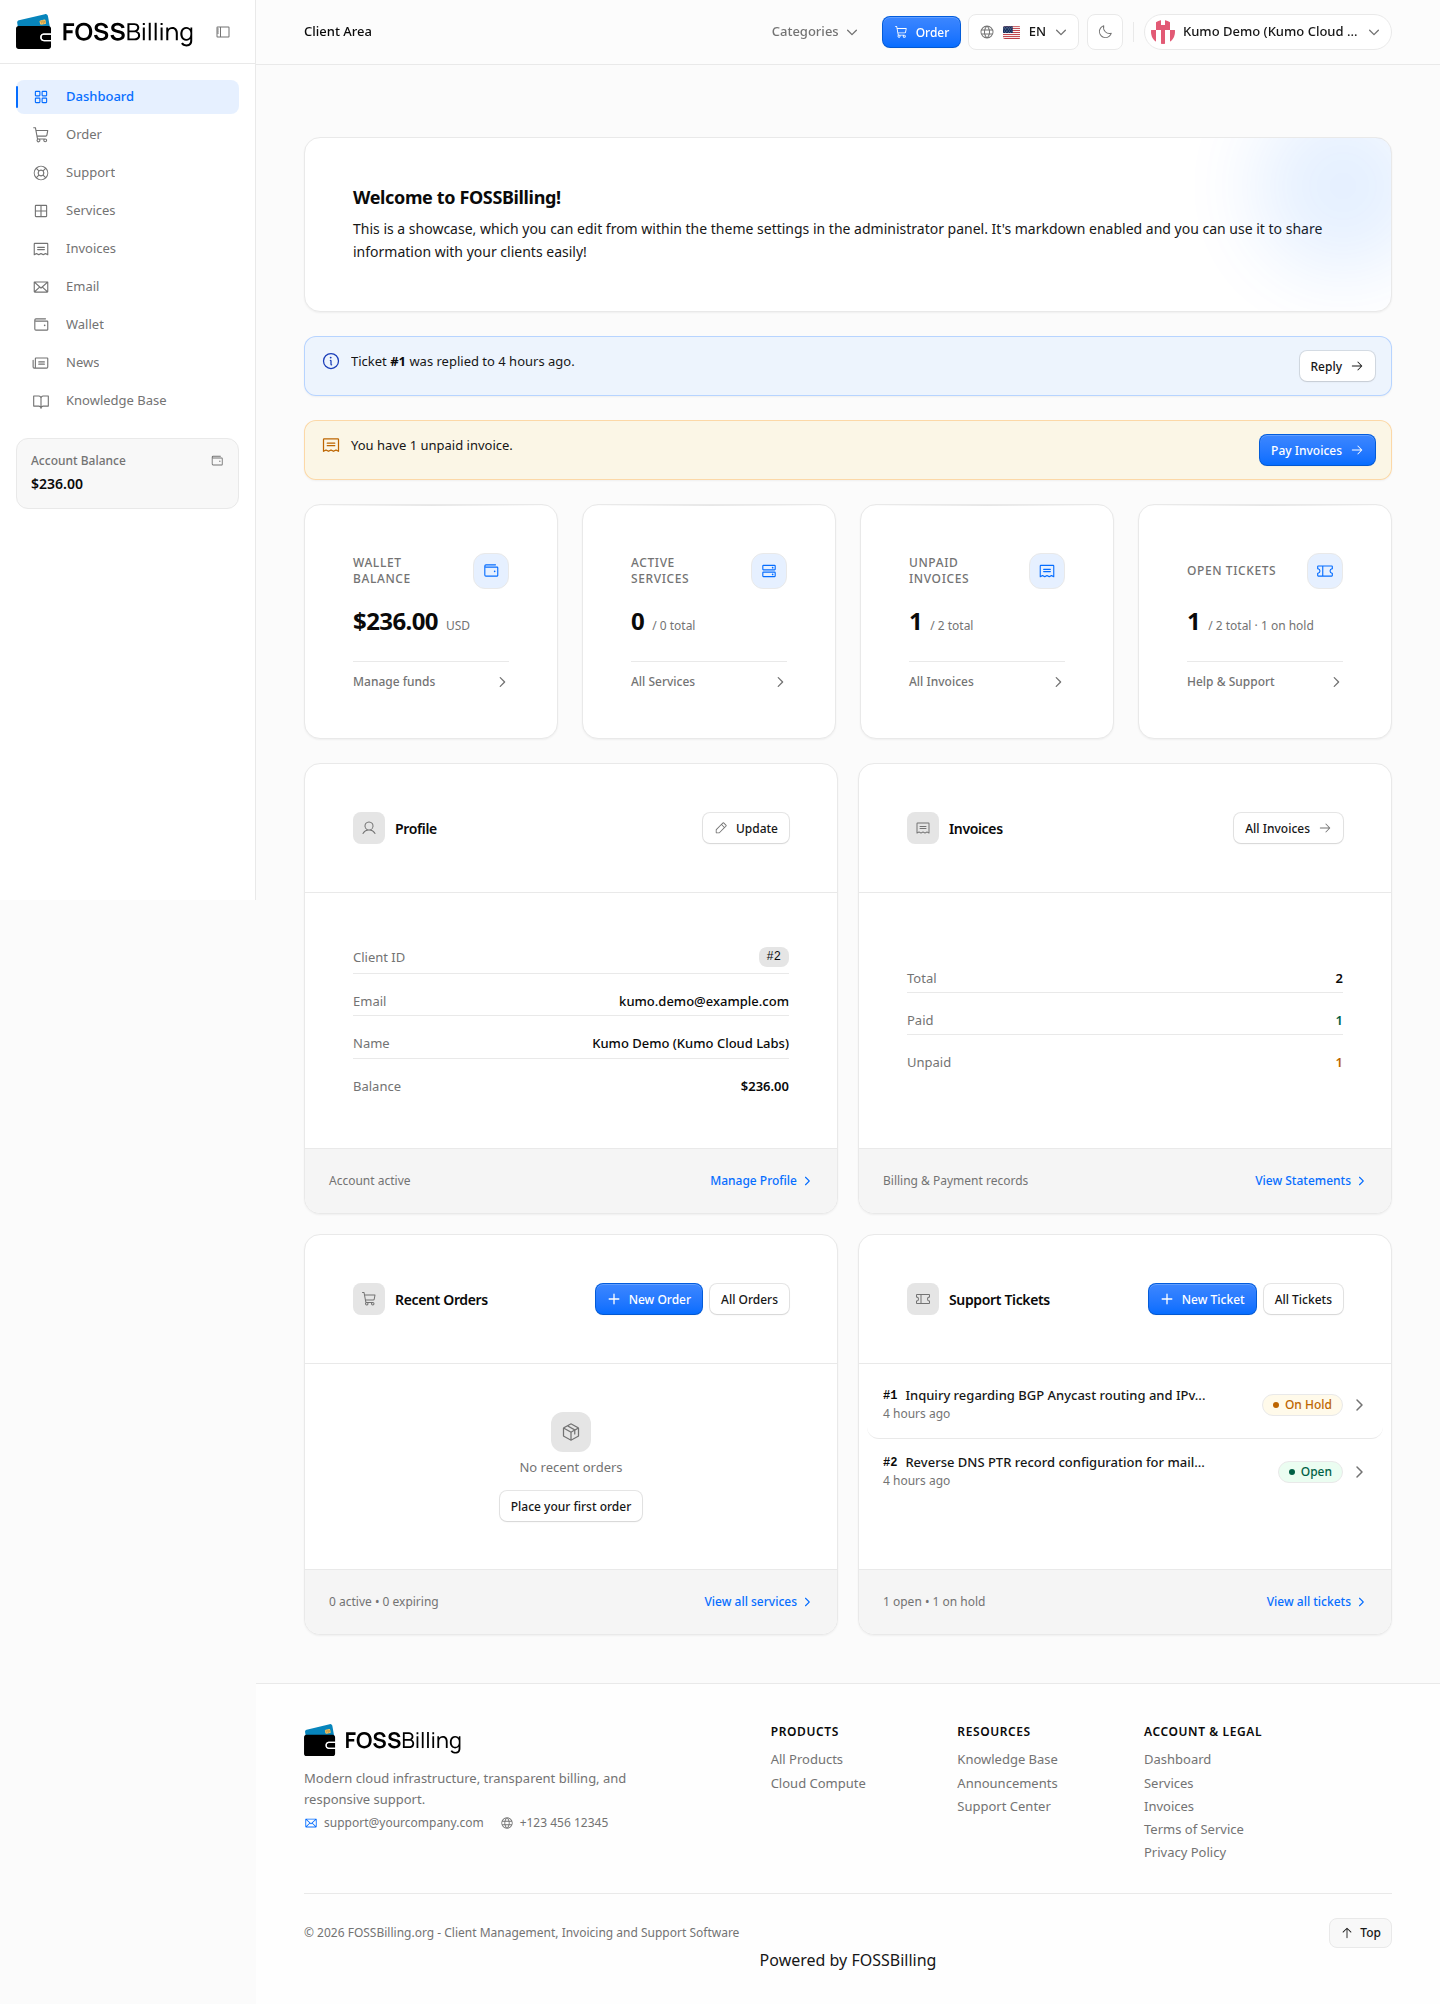 FOSSBilling
Client Area
Categories
Order
EN
Kumo Demo (Kumo Cloud ...
Dashboard
Order
Support
Services
Invoices
Email
Wallet
News
Knowledge Base
Account Balance
$236.00
Welcome to FOSSBilling!
This is a showcase, which you can edit from within the theme settings in the administrator panel. It's markdown enabled and you can use it to share
information with your clients easily!
Ticket #1 was replied to 4 hours ago.
Reply
You have 1 unpaid invoice.
Pay Invoices
WALLET
BALANCE
$236.00 USD
Manage funds
ACTIVE
SERVICES
0 / 0 total
All Services
UNPAID
INVOICES
1 / 2 total
All Invoices
OPEN TICKETS
1 / 2 total · 1 on hold
Help & Support
Profile
Update
Client ID #2
Email kumo.demo@example.com
Name Kumo Demo (Kumo Cloud Labs)
Balance $236.00
Account active
Manage Profile
Invoices
All Invoices
Total 2
Paid 1
Unpaid 1
Billing & Payment records
View Statements
Recent Orders
New Order
All Orders
No recent orders
Place your first order
0 active • 0 expiring
View all services
Support Tickets
New Ticket
All Tickets
#1 Inquiry regarding BGP Anycast routing and IPv...
4 hours ago
On Hold
#2 Reverse DNS PTR record configuration for mail...
4 hours ago
Open
1 open • 1 on hold
View all tickets
FOSSBilling
Modern cloud infrastructure, transparent billing, and
responsive support.
support@yourcompany.com
+123 456 12345
PRODUCTS
All Products
Cloud Compute
RESOURCES
Knowledge Base
Announcements
Support Center
ACCOUNT & LEGAL
Dashboard
Services
Invoices
Terms of Service
Privacy Policy
© 2026 FOSSBilling.org - Client Management, Invoicing and Support Software
Top
Powered by FOSSBilling